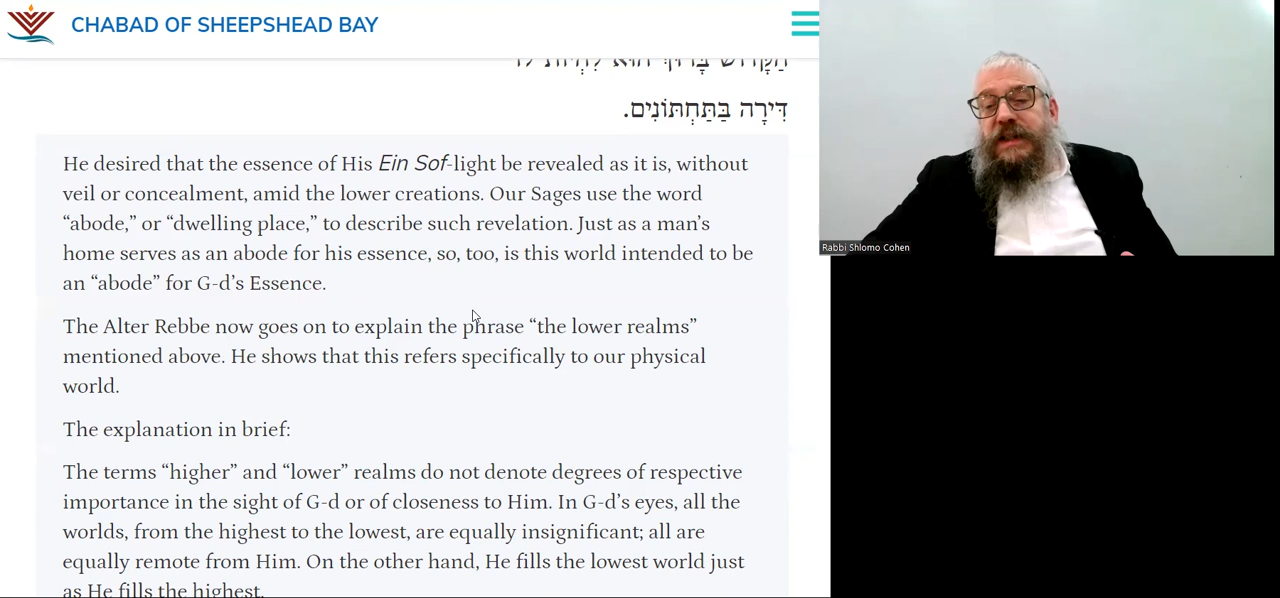 CHABAD OF SHEEPSHEAD BAY
הַקָּדוֹשׁ בָּרוּךְ הוּא לִהְיוֹת לוֹ
דִּירָה בַּתַּחְתּוֹנִים.
He desired that the essence of His Ein Sof-light be revealed as it is, without
veil or concealment, amid the lower creations. Our Sages use the word
“abode,” or “dwelling place,” to describe such revelation. Just as a man’s
home serves as an abode for his essence, so, too, is this world intended to be
an “abode” for G-d’s Essence.
The Alter Rebbe now goes on to explain the phrase “the lower realms”
mentioned above. He shows that this refers specifically to our physical
world.
The explanation in brief:
The terms “higher” and “lower” realms do not denote degrees of respective
importance in the sight of G-d or of closeness to Him. In G-d’s eyes, all the
worlds, from the highest to the lowest, are equally insignificant; all are
equally remote from Him. On the other hand, He fills the lowest world just
as He fills the highest.
Rabbi Shlomo Cohen